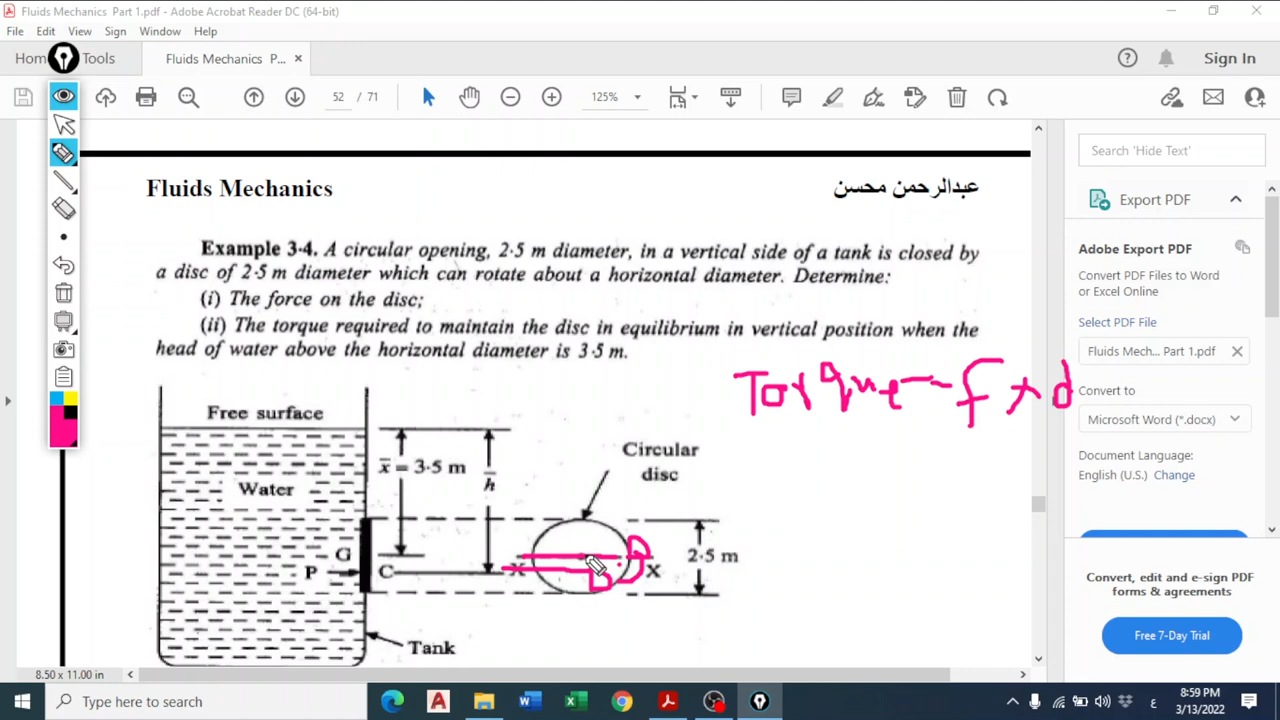 Fluids Mechanics Part 1.pdf - Adobe Acrobat Reader DC (64-bit)
File Edit View Sign Window Help
Hom Tools Fluids Mechanics P... × Sign In
52 / 71 125%
Search 'Hide Text'
Fluids Mechanics عبدالرحمن محسن
Export PDF
Example 3·4. A circular opening, 2·5 m diameter, in a vertical side of a tank is closed by
a disc of 2·5 m diameter which can rotate about a horizontal diameter. Determine:
(i) The force on the disc;
(ii) The torque required to maintain the disc in equilibrium in vertical position when the
head of water above the horizontal diameter is 3·5 m.
Torque = F × d
Free surface
x̄ = 3·5 m
h̄
Water
Circular
disc
G
P
C
X
X
2·5 m
Tank
Adobe Export PDF
Convert PDF Files to Word
or Excel Online
Select PDF File
Fluids Mech... Part 1.pdf ×
Convert to
Microsoft Word (*.docx)
Document Language:
English (U.S.) Change
Convert, edit and e-sign PDF
forms & agreements
Free 7-Day Trial
8.50 x 11.00 in
Type here to search
ع
8:59 PM
3/13/2022